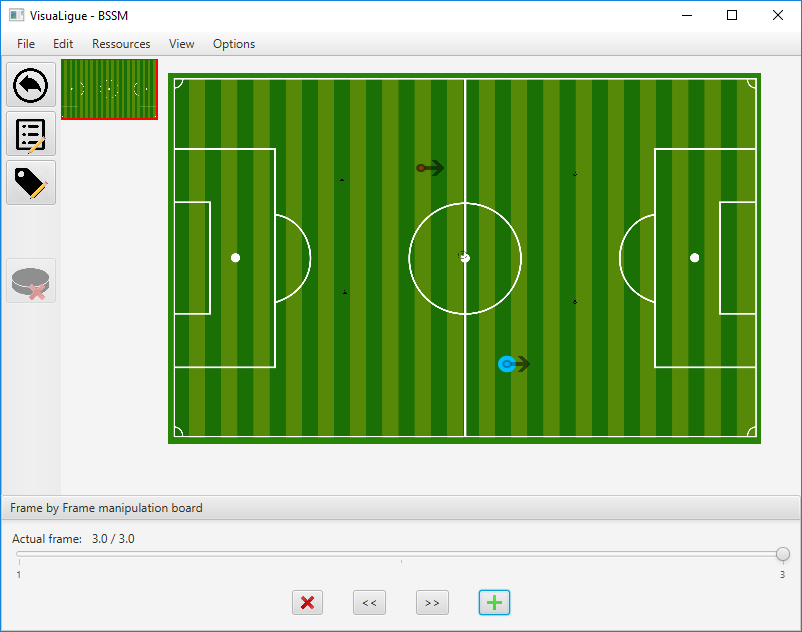 VisuaLigue - BSSM
File Edit Ressources View Options
Frame by Frame manipulation board
Actual frame: 3.0 / 3.0
1 3
<< >>